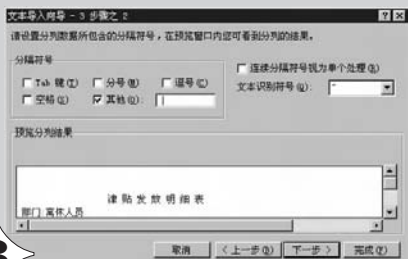 文本导入向导 - 3 步骤之 2
请设置分列数据所包含的分隔符号，在预览窗口内您可看到分列的结果。
分隔符号
Tab 键(T) 分号(M) 逗号(C)
空格(S) 其他(O): |
连续分隔符号视为单个处理(R)
文本识别符号(Q): "
预览分列结果
津 贴 发 放 明 细 表
部门 离休人员
取消 < 上一步(B) 下一步 > 完成(F)